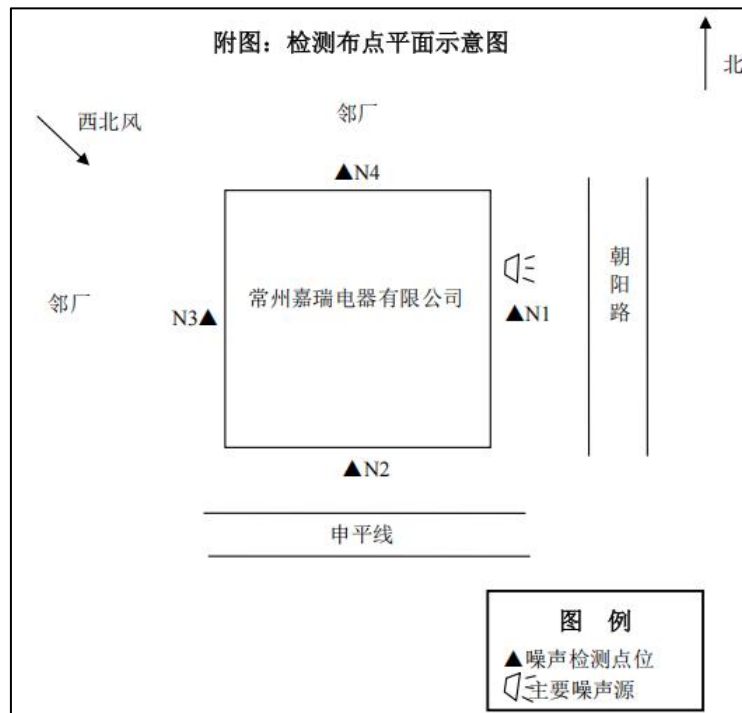 附图：检测布点平面示意图
北
西北风
邻厂
▲N4
朝阳路
邻厂
常州嘉瑞电器有限公司
N3▲
▲N1
▲N2
申平线
图 例
▲噪声检测点位
主要噪声源